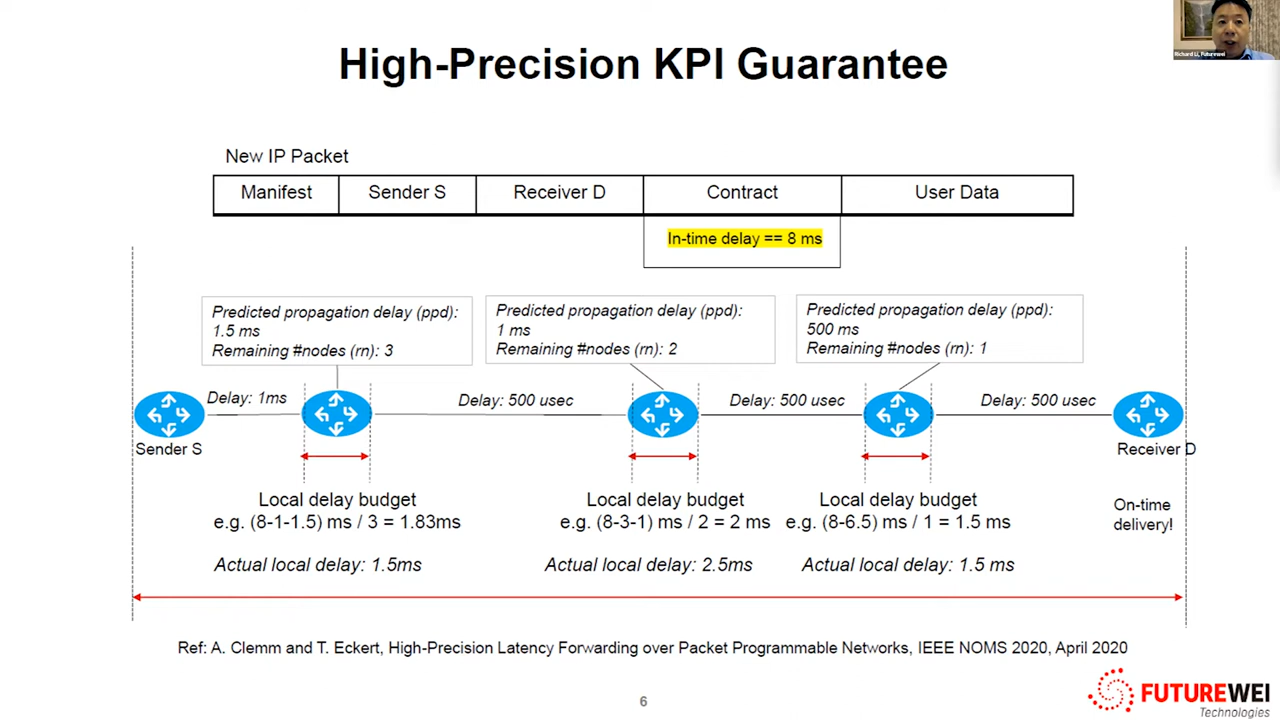 High-Precision KPI Guarantee
Richard Li, Futurewei
New IP Packet
Manifest
Sender S
Receiver D
Contract
User Data
In-time delay == 8 ms
Predicted propagation delay (ppd):
1.5 ms
Remaining #nodes (rn): 3
Predicted propagation delay (ppd):
1 ms
Remaining #nodes (rn): 2
Predicted propagation delay (ppd):
500 ms
Remaining #nodes (rn): 1
Delay: 1ms
Delay: 500 usec
Delay: 500 usec
Delay: 500 usec
Sender S
Receiver D
Local delay budget
e.g. (8-1-1.5) ms / 3 = 1.83ms
Actual local delay: 1.5ms
Local delay budget
e.g. (8-3-1) ms / 2 = 2 ms
Actual local delay: 2.5ms
Local delay budget
e.g. (8-6.5) ms / 1 = 1.5 ms
Actual local delay: 1.5 ms
On-time
delivery!
Ref: A. Clemm and T. Eckert, High-Precision Latency Forwarding over Packet Programmable Networks, IEEE NOMS 2020, April 2020
6
FUTUREWEI
Technologies